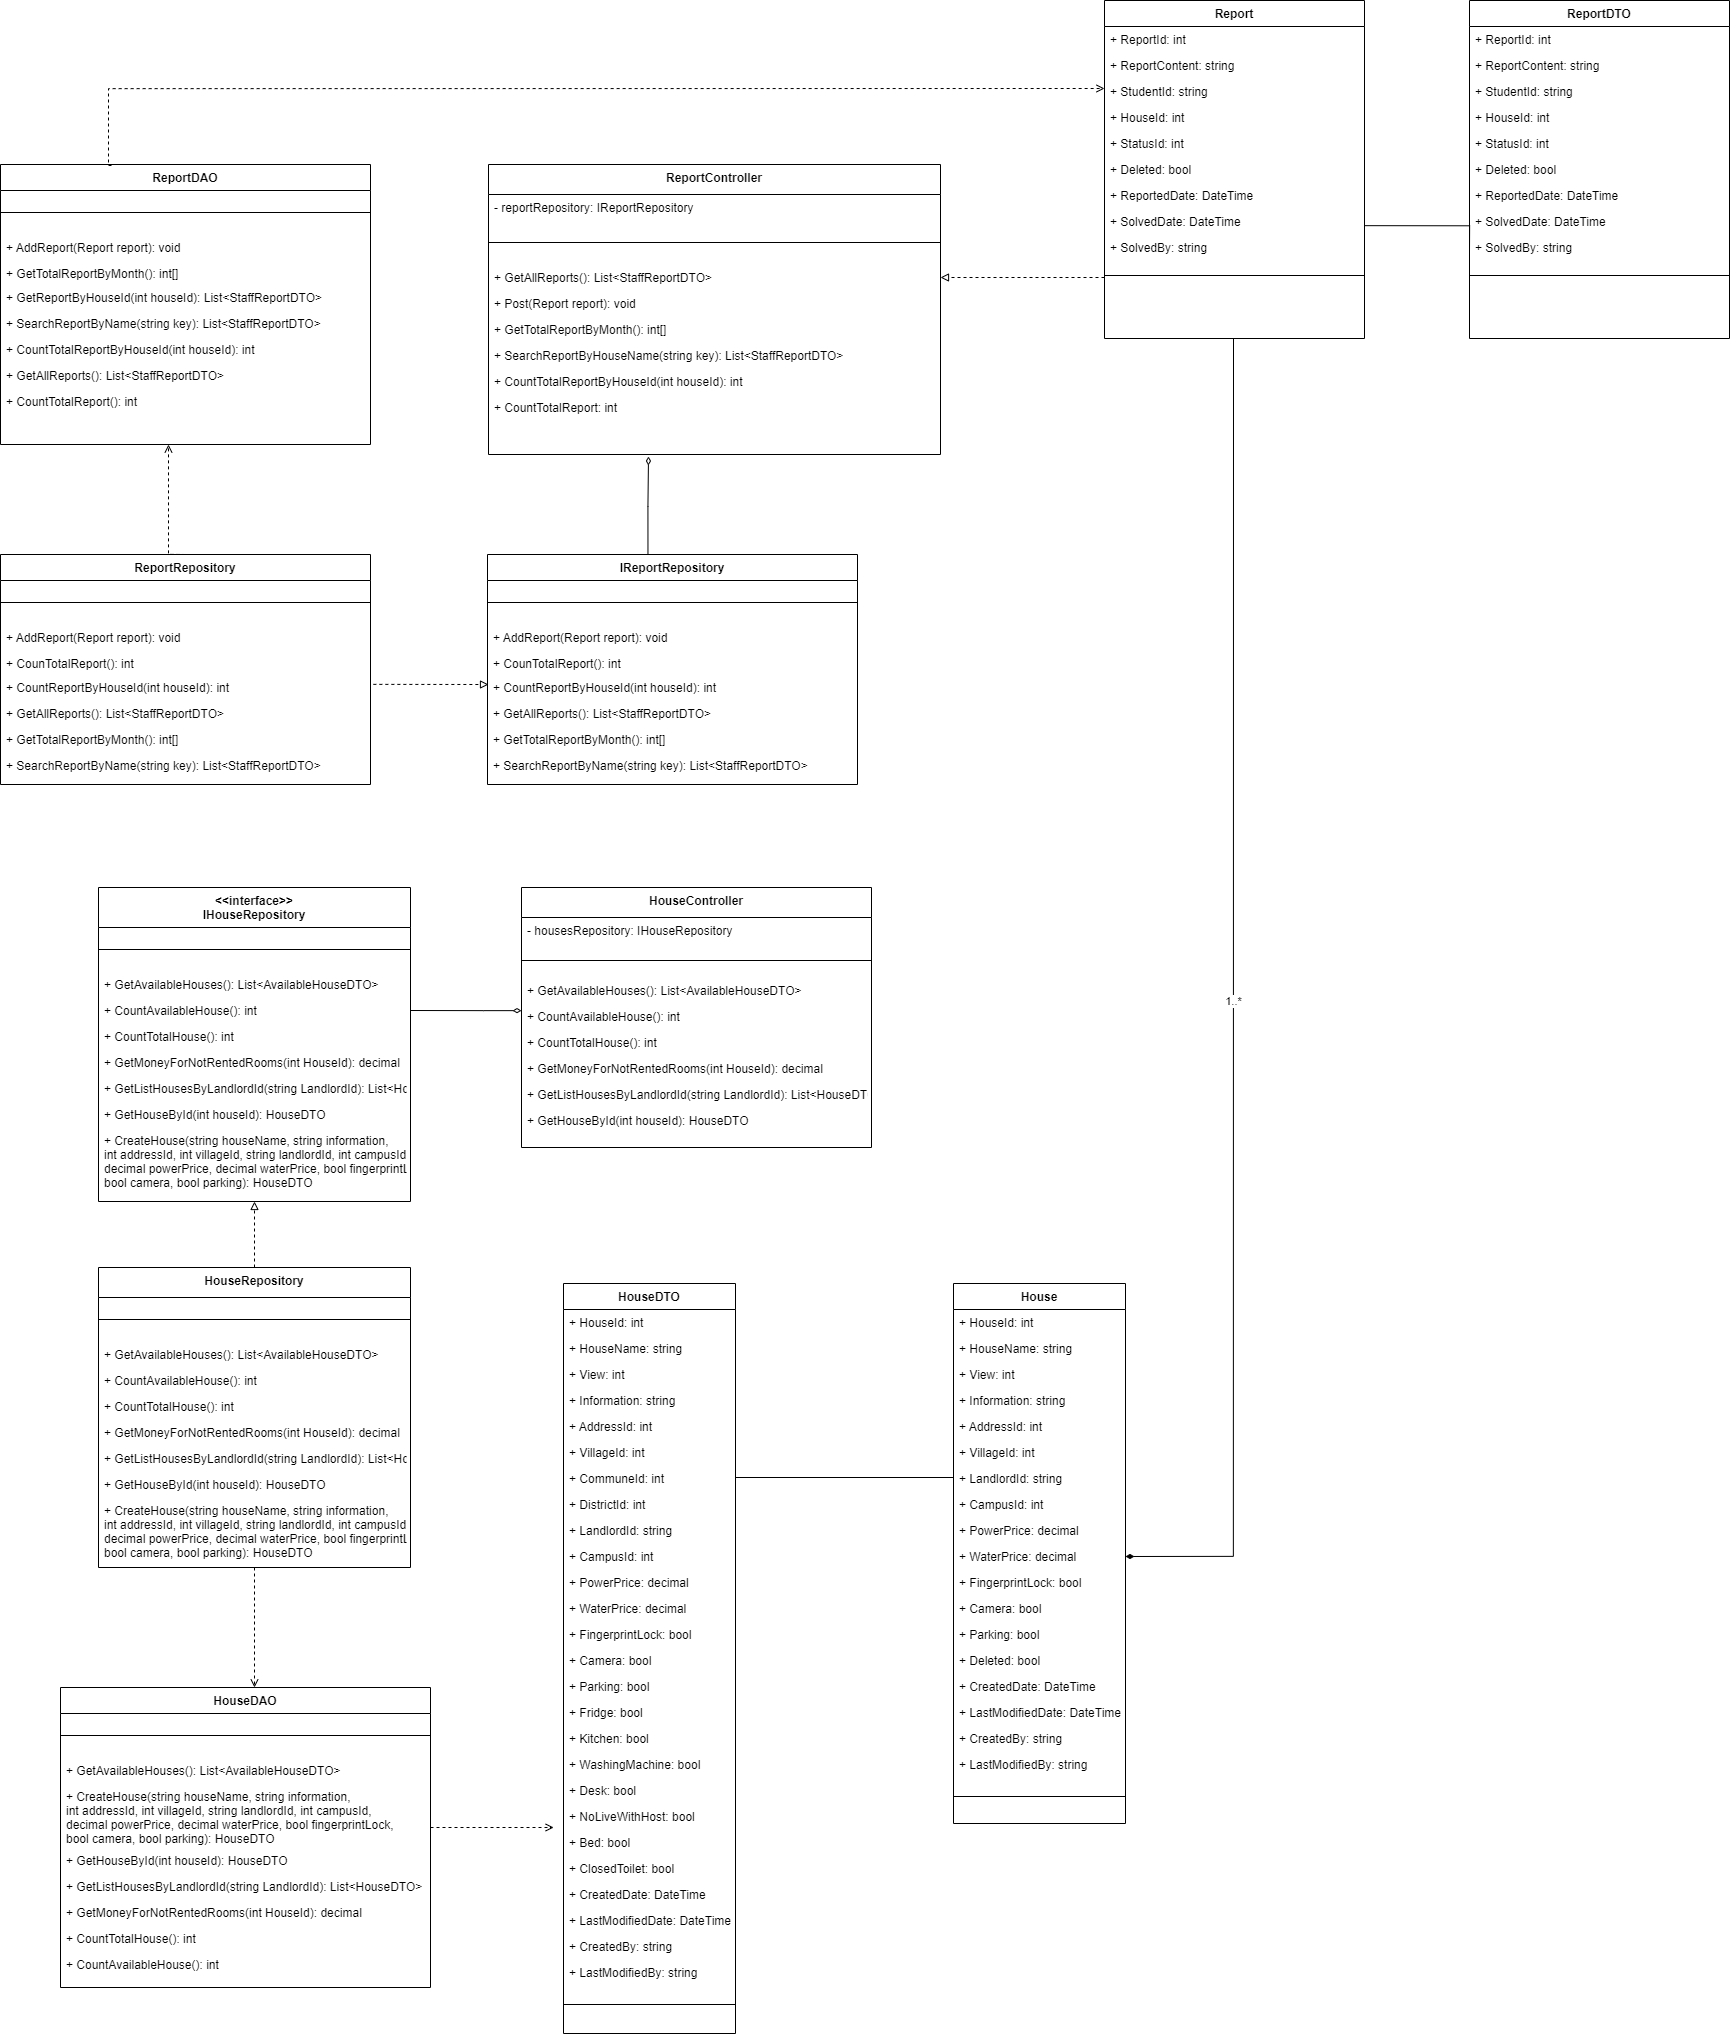 Report
+ ReportId: int
+ ReportContent: string
+ StudentId: string
+ HouseId: int
+ StatusId: int
+ Deleted: bool
+ ReportedDate: DateTime
+ SolvedDate: DateTime
+ SolvedBy: string
ReportDTO
+ ReportId: int
+ ReportContent: string
+ StudentId: string
+ HouseId: int
+ StatusId: int
+ Deleted: bool
+ ReportedDate: DateTime
+ SolvedDate: DateTime
+ SolvedBy: string
ReportDAO
+ AddReport(Report report): void
+ GetTotalReportByMonth(): int[]
+ GetReportByHouseId(int houseId): List<StaffReportDTO>
+ SearchReportByName(string key): List<StaffReportDTO>
+ CountTotalReportByHouseId(int houseId): int
+ GetAllReports(): List<StaffReportDTO>
+ CountTotalReport(): int
ReportController
- reportRepository: IReportRepository
+ GetAllReports(): List<StaffReportDTO>
+ Post(Report report): void
+ GetTotalReportByMonth(): int[]
+ SearchReportByHouseName(string key): List<StaffReportDTO>
+ CountTotalReportByHouseId(int houseId): int
+ CountTotalReport: int
ReportRepository
+ AddReport(Report report): void
+ CounTotalReport(): int
+ CountReportByHouseId(int houseId): int
+ GetAllReports(): List<StaffReportDTO>
+ GetTotalReportByMonth(): int[]
+ SearchReportByName(string key): List<StaffReportDTO>
IReportRepository
+ AddReport(Report report): void
+ CounTotalReport(): int
+ CountReportByHouseId(int houseId): int
+ GetAllReports(): List<StaffReportDTO>
+ GetTotalReportByMonth(): int[]
+ SearchReportByName(string key): List<StaffReportDTO>
<<interface>>
IHouseRepository
+ GetAvailableHouses(): List<AvailableHouseDTO>
+ CountAvailableHouse(): int
+ CountTotalHouse(): int
+ GetMoneyForNotRentedRooms(int HouseId): decimal
+ GetListHousesByLandlordId(string LandlordId): List<Ho
+ GetHouseById(int houseId): HouseDTO
+ CreateHouse(string houseName, string information,
int addressId, int villageId, string landlordId, int campusId
decimal powerPrice, decimal waterPrice, bool fingerprintL
bool camera, bool parking): HouseDTO
HouseController
- housesRepository: IHouseRepository
+ GetAvailableHouses(): List<AvailableHouseDTO>
+ CountAvailableHouse(): int
+ CountTotalHouse(): int
+ GetMoneyForNotRentedRooms(int HouseId): decimal
+ GetListHousesByLandlordId(string LandlordId): List<HouseDT
+ GetHouseById(int houseId): HouseDTO
1..*
HouseRepository
+ GetAvailableHouses(): List<AvailableHouseDTO>
+ CountAvailableHouse(): int
+ CountTotalHouse(): int
+ GetMoneyForNotRentedRooms(int HouseId): decimal
+ GetListHousesByLandlordId(string LandlordId): List<Ho
+ GetHouseById(int houseId): HouseDTO
+ CreateHouse(string houseName, string information,
int addressId, int villageId, string landlordId, int campusId
decimal powerPrice, decimal waterPrice, bool fingerprintL
bool camera, bool parking): HouseDTO
HouseDTO
+ HouseId: int
+ HouseName: string
+ View: int
+ Information: string
+ AddressId: int
+ VillageId: int
+ CommuneId: int
+ DistrictId: int
+ LandlordId: string
+ CampusId: int
+ PowerPrice: decimal
+ WaterPrice: decimal
+ FingerprintLock: bool
+ Camera: bool
+ Parking: bool
+ Fridge: bool
+ Kitchen: bool
+ WashingMachine: bool
+ Desk: bool
+ NoLiveWithHost: bool
+ Bed: bool
+ ClosedToilet: bool
+ CreatedDate: DateTime
+ LastModifiedDate: DateTime
+ CreatedBy: string
+ LastModifiedBy: string
House
+ HouseId: int
+ HouseName: string
+ View: int
+ Information: string
+ AddressId: int
+ VillageId: int
+ LandlordId: string
+ CampusId: int
+ PowerPrice: decimal
+ WaterPrice: decimal
+ FingerprintLock: bool
+ Camera: bool
+ Parking: bool
+ Deleted: bool
+ CreatedDate: DateTime
+ LastModifiedDate: DateTime
+ CreatedBy: string
+ LastModifiedBy: string
HouseDAO
+ GetAvailableHouses(): List<AvailableHouseDTO>
+ CreateHouse(string houseName, string information,
int addressId, int villageId, string landlordId, int campusId,
decimal powerPrice, decimal waterPrice, bool fingerprintLock,
bool camera, bool parking): HouseDTO
+ GetHouseById(int houseId): HouseDTO
+ GetListHousesByLandlordId(string LandlordId): List<HouseDTO>
+ GetMoneyForNotRentedRooms(int HouseId): decimal
+ CountTotalHouse(): int
+ CountAvailableHouse(): int